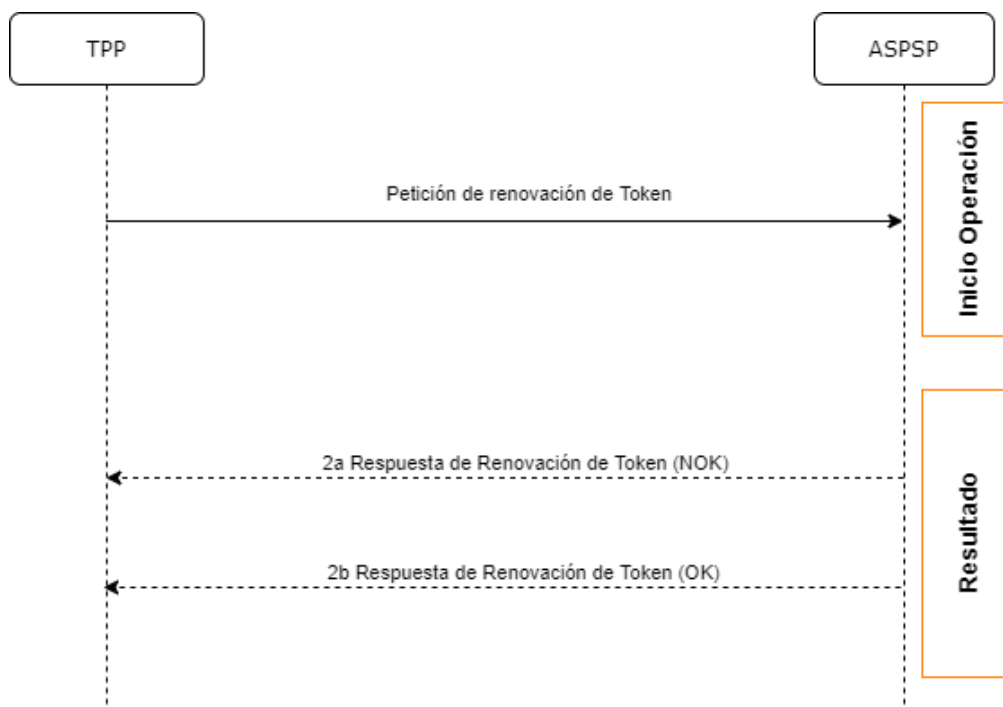 TPP
ASPSP
Inicio Operación
Petición de renovación de Token
2a Respuesta de Renovación de Token (NOK)
Resultado
2b Respuesta de Renovación de Token (OK)